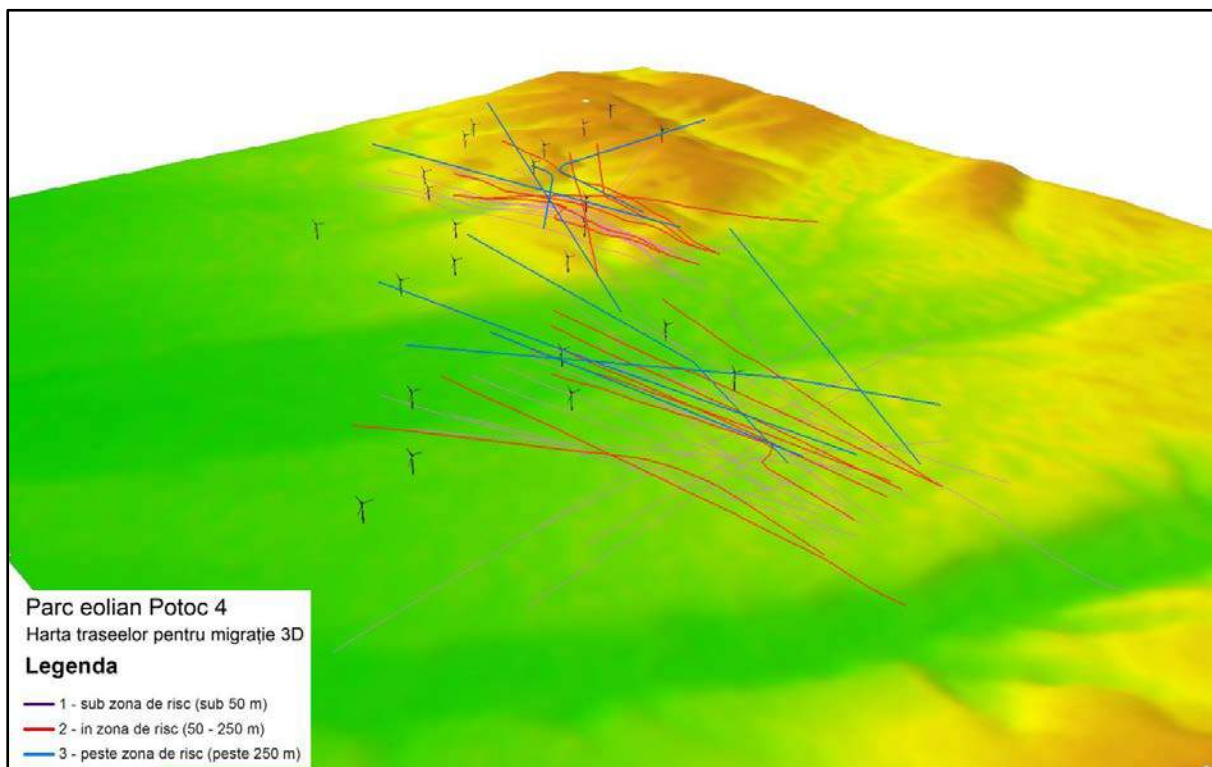 Parc eolian Potoc 4
Harta traseelor pentru migrație 3D
Legenda
1 - sub zona de risc (sub 50 m)
2 - in zona de risc (50 - 250 m)
3 - peste zona de risc (peste 250 m)